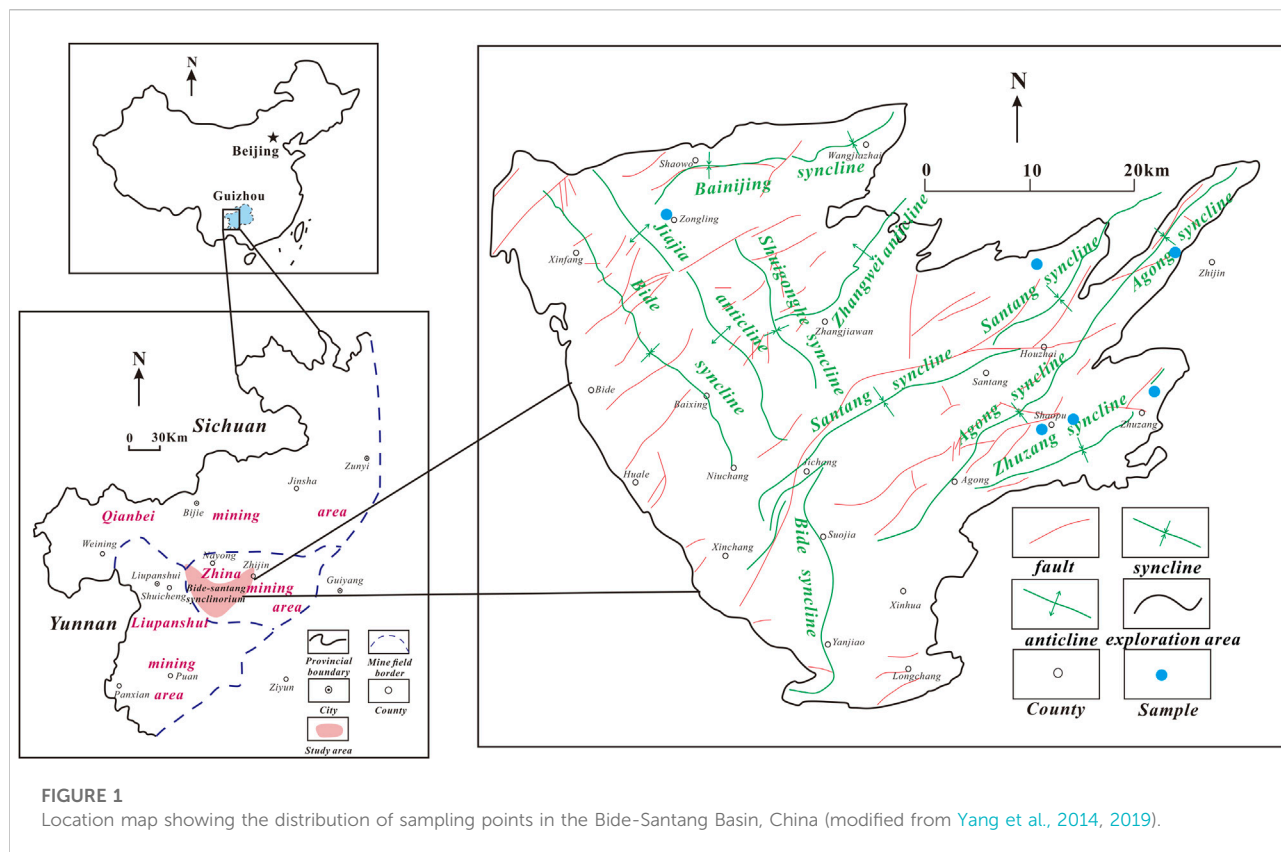 N
Beijing
Guizhou
N
0 30Km
Sichuan
Zunyi
Jinsha
Bijie
Qianbei mining area
Weining
Nayong
Zhijin
Zhina
mining
area
Bide-santang
synclinorium
Liupanshui
Shuicheng
Guiyang
Yunnan
Liupanshui
mining
area
Puan
Panxian
Ziyun
Provincial
boundary
Mine field
border
City
County
Study area
N
0 10 20km
Shaowo
Wangjiazhai
Bainijing syncline
Zongling
Xinfang
Jiajia
anticline
Shuigonghe
syncline
Zhangwei anticline
Zhangjiawan
Bide
syncline
Santang syncline
Agong syncline
Zhijin
Houzhai
Santang
Santang syncline
Bide
Baixing
Agong syncline
Shaopu
Zhuzang
Zhuzang syncline
Niuchang
Jichang
Huale
Agong
Bide
syncline
Suojia
Xinchang
Xinhua
Yanjiao
Longchang
fault
syncline
anticline
exploration area
County
Sample
FIGURE 1
Location map showing the distribution of sampling points in the Bide-Santang Basin, China (modified from Yang et al., 2014, 2019).